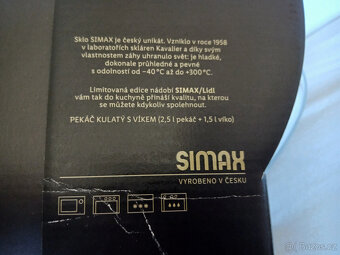 Sklo SIMAX je český unikát. Vzniklo v roce 1958
v laboratořích skláren Kavalier a díky svým
vlastnostem záhy uhranulo svět: je hladké,
dokonale průhledné a pevné
s odolností od -40°C až do +300°C.
Limitovaná edice nádobí SIMAX/Lidl
vám tak do kuchyně přináší kvalitu, na kterou
se můžete kdykoliv spolehnout.
PEKÁČ KULATÝ S VÍKEM (2,5 l pekáč + 1,5 l víko)
SIMAX
VYROBENO V ČESKU